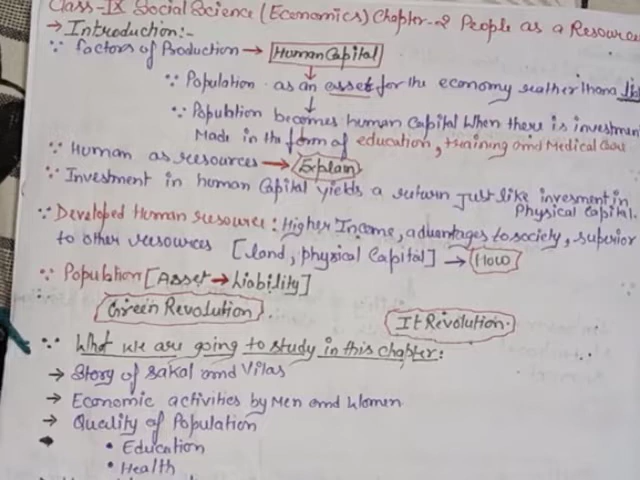 Class-IX Social Science (Economics) Chapter-2 People as a Resource
→ Introduction:-
∵ Factors of Production → Human Capital
∵ Population as an asset for the economy rather than a
∵ Population becomes human Capital When there is investment
Made in the form of education, training and Medical Care
∵ Human as resources → Explain
∵ Investment in human Capital yields a return just like invesment in
Physical Capital
∵ Developed Human resource: Higher Income, advantages to society, superior
to other resources [land, physical Capital] → How
∵ Population [Asset → Liability]
Green Revolution It Revolution.
∵ What we are going to study in this chapter:
→ Story of Sakal and Vilas
→ Economic activities by Men and Women
→ Quality of Population
• Education
• Health